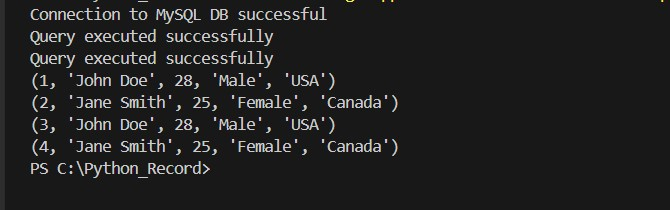 Connection to MySQL DB successful
Query executed successfully
Query executed successfully
(1, 'John Doe', 28, 'Male', 'USA')
(2, 'Jane Smith', 25, 'Female', 'Canada')
(3, 'John Doe', 28, 'Male', 'USA')
(4, 'Jane Smith', 25, 'Female', 'Canada')
PS C:\Python_Record>